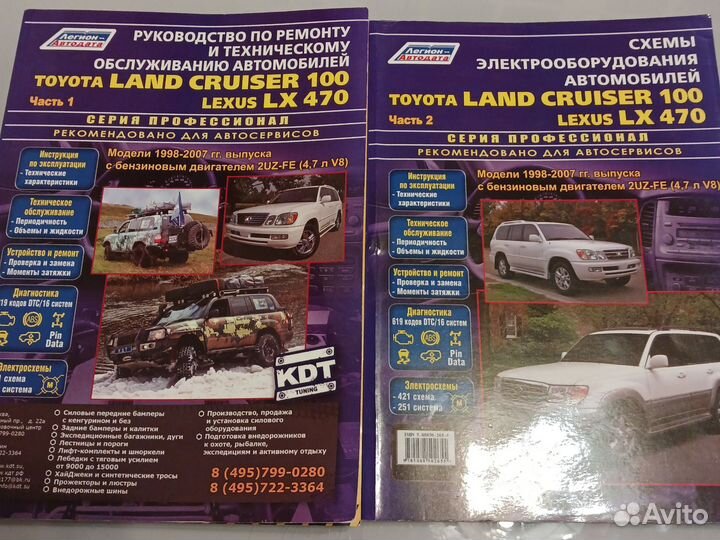 Легион
Автодата
РУКОВОДСТВО ПО РЕМОНТУ
И ТЕХНИЧЕСКОМУ
ОБСЛУЖИВАНИЮ АВТОМОБИЛЕЙ
TOYOTA LAND CRUISER 100
Часть 1
LEXUS LX 470
СЕРИЯ ПРОФЕССИОНАЛ
РЕКОМЕНДОВАНО ДЛЯ АВТОСЕРВИСОВ
Модели 1998-2007 гг. выпуска
с бензиновым двигателем 2UZ-FE (4,7 л V8)
Инструкция
по эксплуатации
- Технические
характеристики
Техническое
обслуживание
- Периодичность
- Объемы и жидкости
Устройство и ремонт
- Проверка и замена
- Моменты затяжки
Диагностика
619 кодов DTC/16 систем
ABS
Pin
Data
Электросхемы
схема
система
M
KDT
TUNING
Силовые передние бамперы
с кенгурином и без
Задние бамперы и калитки
Экспедиционные багажники, дуги
Лестницы и пороги
Лифт-комплекты и шноркели
Лебедки с тяговым усилием
от 9000 до 15000
ХайДжеки и синтетические тросы
Прожекторы и люстры
Внедорожные шины
Производство, продажа
и установка силового
оборудования
Подготовка внедорожников
к охоте, рыбалке,
экспедициям и активному отдыху
8 (495)799-0280
8 (495)722-3364
Легион
Автодата
СХЕМЫ
ЭЛЕКТРООБОРУДОВАНИЯ
АВТОМОБИЛЕЙ
TOYOTA LAND CRUISER 100
Часть 2
LEXUS LX 470
СЕРИЯ ПРОФЕССИОНАЛ
РЕКОМЕНДОВАНО ДЛЯ АВТОСЕРВИСОВ
Модели 1998-2007 гг. выпуска
с бензиновым двигателем 2UZ-FE (4,7 л V8)
Инструкция
по эксплуатации
- Технические
характеристики
Техническое
обслуживание
- Периодичность
- Объемы и жидкости
Устройство и ремонт
- Проверка и замена
- Моменты затяжки
Диагностика
619 кодов DTC/16 систем
ABS
Pin
Data
Электросхемы
- 421 схема
- 251 система
M
Avito